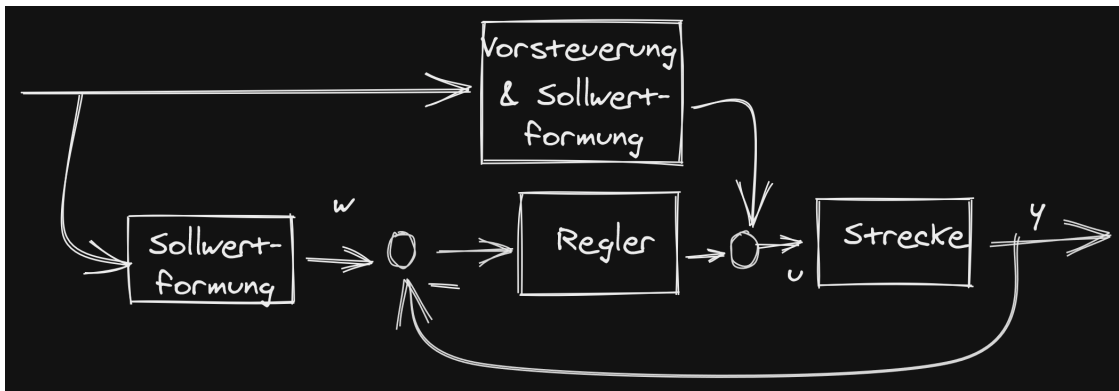 Vorsteuerung
& Sollwert-
formung
w
Sollwert-
formung
–
Regler
u
Strecke
y